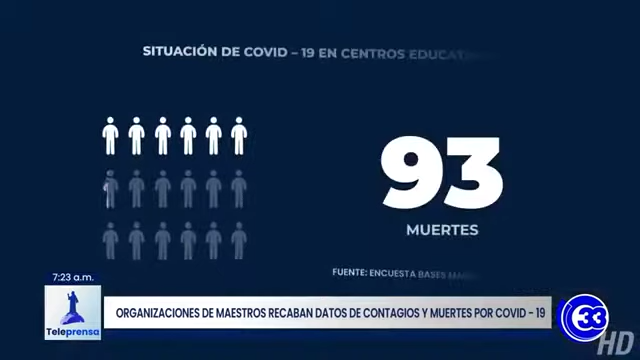 SITUACIÓN DE COVID – 19 EN CENTROS
93
MUERTES
FUENTE: ENCUESTA BASES
7:23 a.m.
Teleprensa
ORGANIZACIONES DE MAESTROS RECABAN DATOS DE CONTAGIOS Y MUERTES POR COVID – 19
33
HD